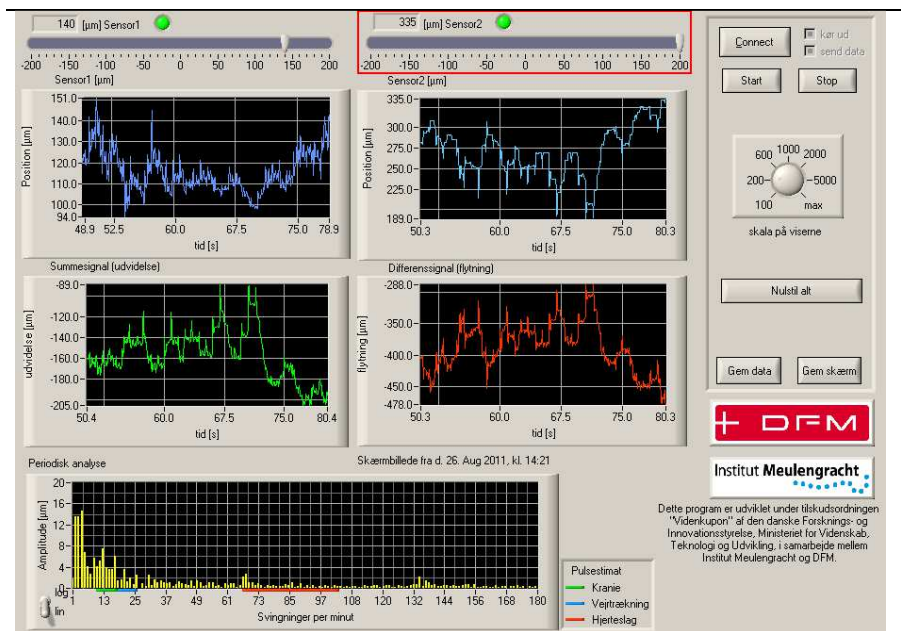 140 [µm] Sensor1
-200 -150 -100 -50 0 50 100 150 200
335 [µm] Sensor2
-200 -150 -100 -50 0 50 100 150 200
Connect
kør ud
send data
Start
Stop
Sensor1 [µm]
151.0
140.0
130.0
120.0
110.0
100.0
94.0
Position [µm]
48.9 52.5 60.0 67.5 75.0 78.9
tid [s]
Sensor2 [µm]
335.0
300.0
275.0
250.0
225.0
189.0
Position [µm]
50.3 60.0 67.5 75.0 80.3
tid [s]
600 1000 2000
200 5000
100 max
skala på viserne
Summesignal (udvidelse)
-89.0
-120.0
-140.0
-160.0
-180.0
-205.0
udvidelse [µm]
50.4 60.0 67.5 75.0 80.4
tid [s]
Differenssignal (flytning)
-288.0
-350.0
-400.0
-450.0
-478.0
flytning [µm]
50.3 60.0 67.5 75.0 80.3
tid [s]
Nulstil alt
Gem data
Gem skærm
DFM
Institut Meulengracht
Periodisk analyse
Skærmbillede fra d. 26. Aug 2011, kl. 14:21
20
16
12
8
4
0
Amplitude [µm]
log
lin
1 13 25 37 49 61 73 85 97 108 120 132 144 156 168 180
Svingninger per minut
Pulsestimat
Kranie
Vejrtrækning
Hjerteslag
Dette program er udviklet under tilskudsordningen
"Videnkupon" af den danske Forsknings- og
Innovationsstyrelse, Ministeriet for Videnskab,
Teknologi og Udvikling, i samarbejde mellem
Institut Meulengracht og DFM.